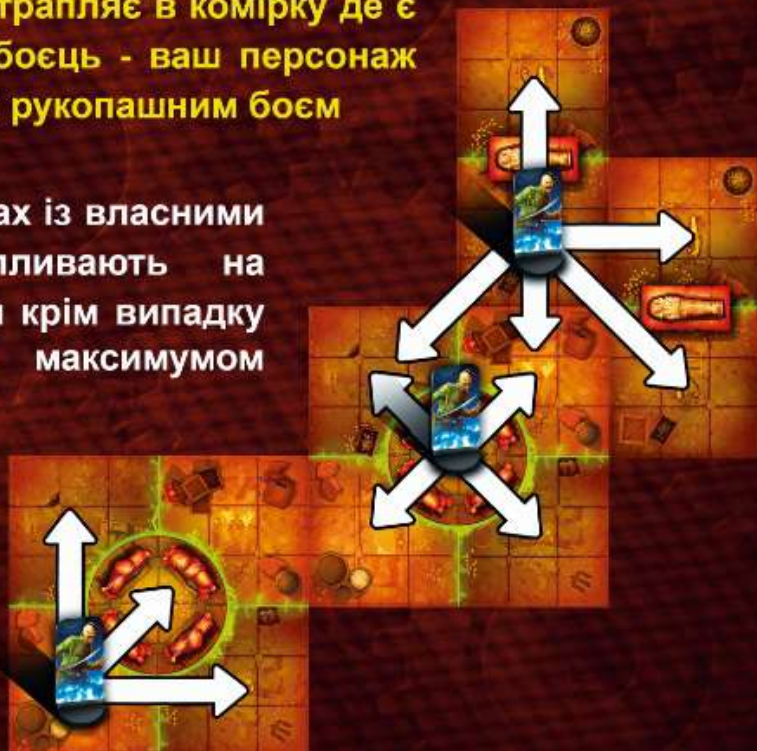 трапляє в комірку де є
боєць - ваш персонаж
рукопашним боєм
ах із власними
пливають на
крім випадку
максимумом